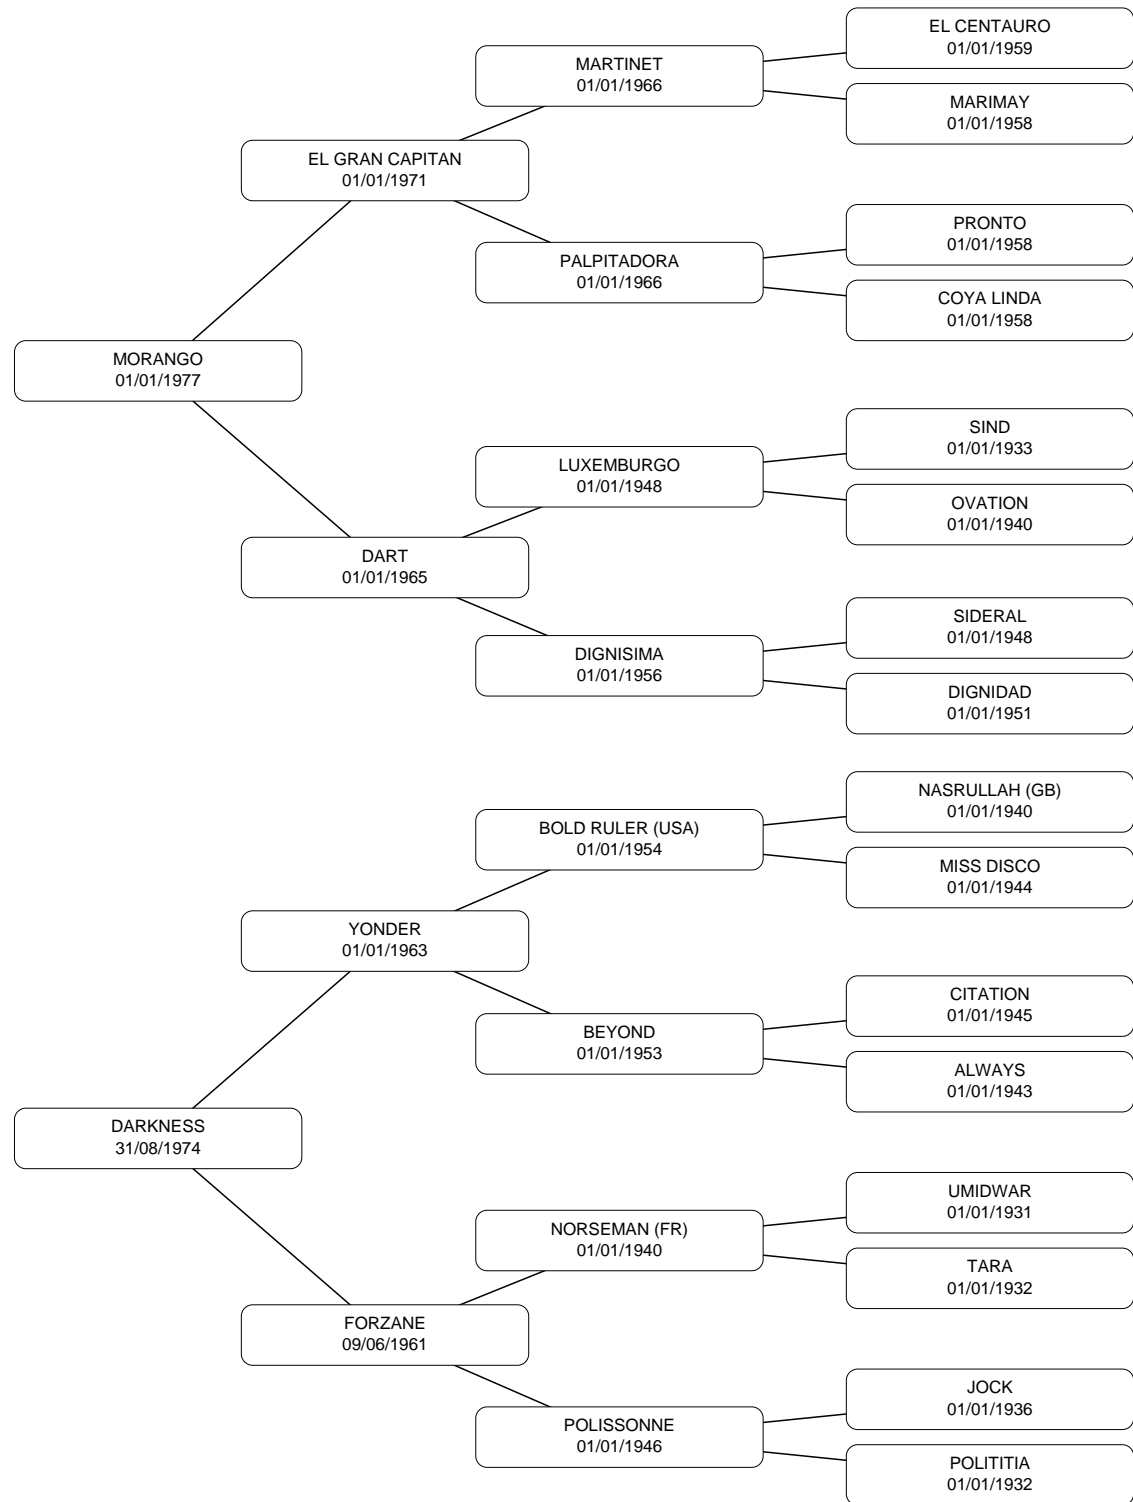 EL CENTAURO
01/01/1959
MARTINET
01/01/1966
MARIMAY
01/01/1958
EL GRAN CAPITAN
01/01/1971
PRONTO
01/01/1958
PALPITADORA
01/01/1966
COYA LINDA
01/01/1958
MORANGO
01/01/1977
SIND
01/01/1933
LUXEMBURGO
01/01/1948
OVATION
01/01/1940
DART
01/01/1965
SIDERAL
01/01/1948
DIGNISIMA
01/01/1956
DIGNIDAD
01/01/1951
NASRULLAH (GB)
01/01/1940
BOLD RULER (USA)
01/01/1954
MISS DISCO
01/01/1944
YONDER
01/01/1963
CITATION
01/01/1945
BEYOND
01/01/1953
ALWAYS
01/01/1943
DARKNESS
31/08/1974
UMIDWAR
01/01/1931
NORSEMAN (FR)
01/01/1940
TARA
01/01/1932
FORZANE
09/06/1961
JOCK
01/01/1936
POLISSONNE
01/01/1946
POLITITIA
01/01/1932